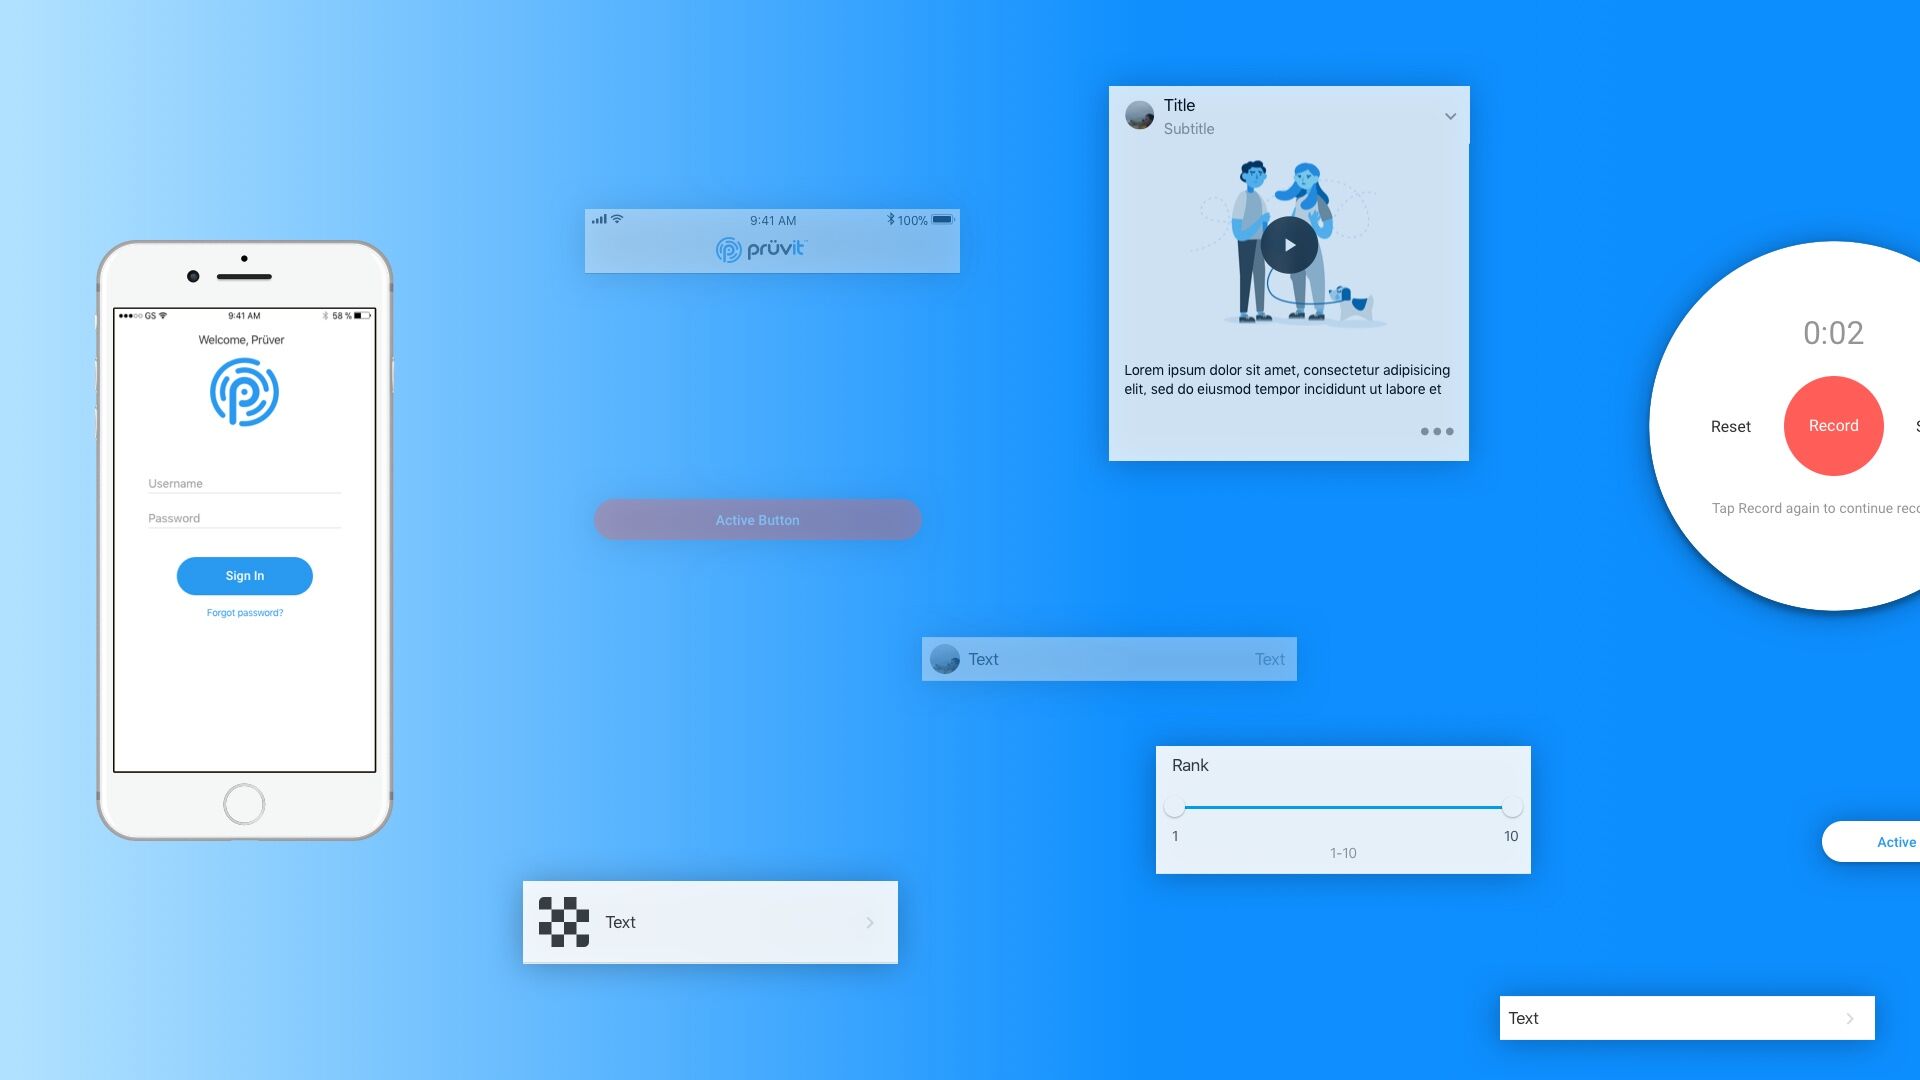 GS
9:41 AM
58 %
Welcome, Prüver
Username
Password
Sign In
Forgot password?
9:41 AM
100%
prüvit
Active Button
Text
Title
Subtitle
Lorem ipsum dolor sit amet, consectetur adipisicing
elit, sed do eiusmod tempor incididunt ut labore et
Text
Text
Rank
1
10
1-10
0:02
Reset
Record
Tap Record again to continue
Active
Text